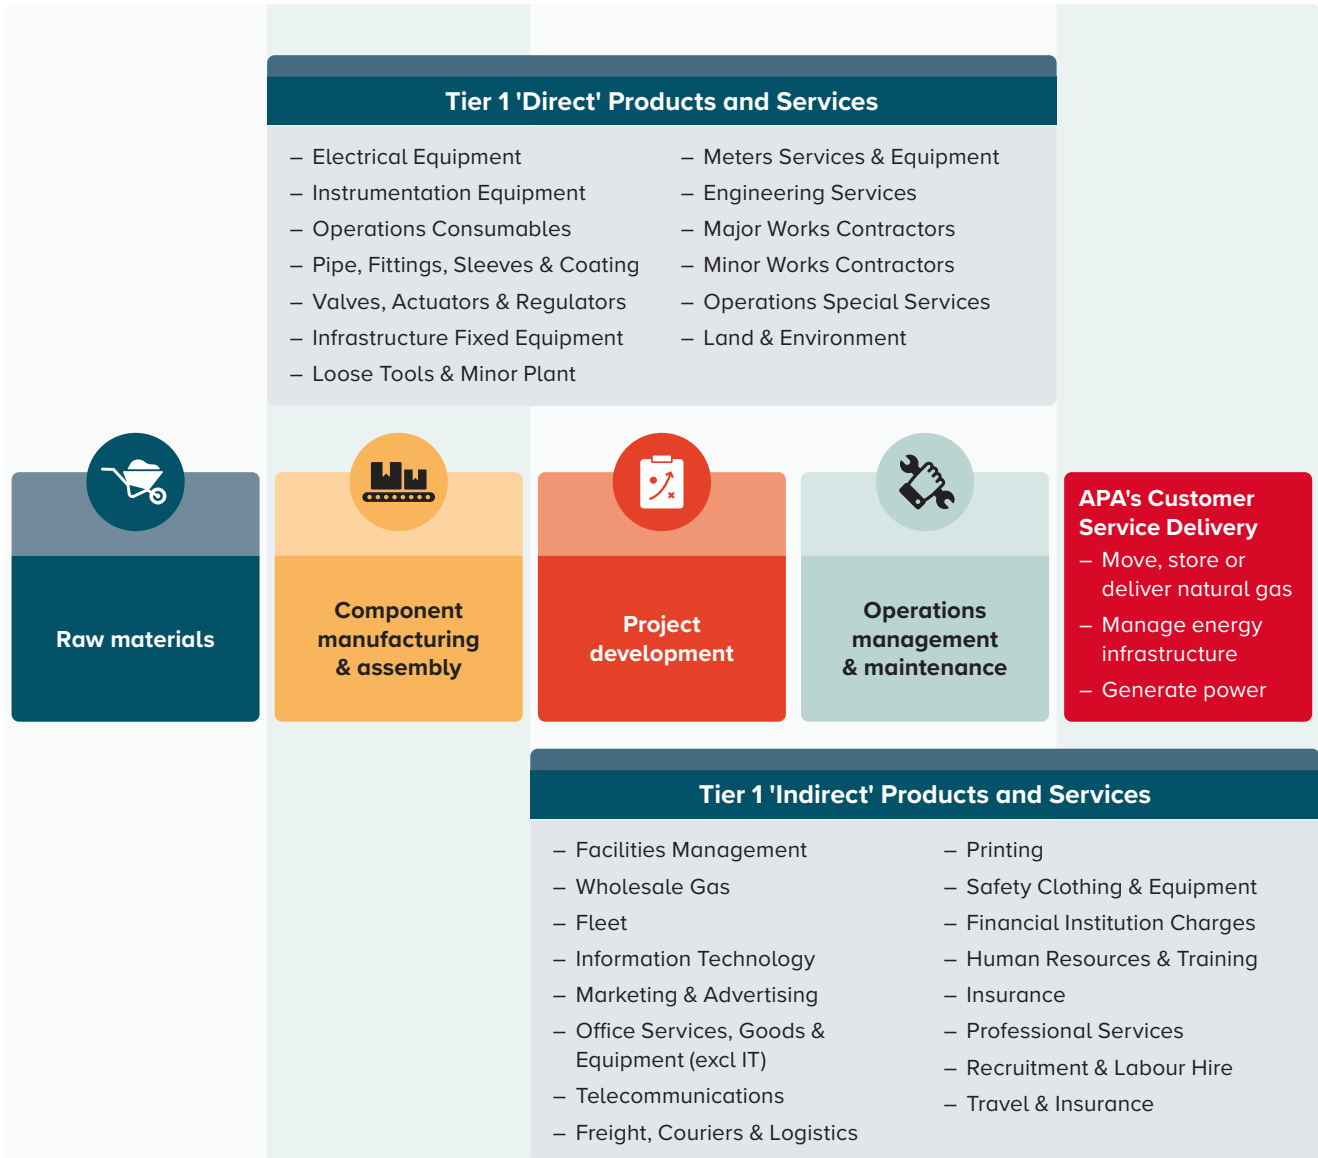 Tier 1 'Direct' Products and Services
– Electrical Equipment
– Instrumentation Equipment
– Operations Consumables
– Pipe, Fittings, Sleeves & Coating
– Valves, Actuators & Regulators
– Infrastructure Fixed Equipment
– Loose Tools & Minor Plant
– Meters Services & Equipment
– Engineering Services
– Major Works Contractors
– Minor Works Contractors
– Operations Special Services
– Land & Environment
Raw materials
Component
manufacturing
& assembly
Project
development
Operations
management
& maintenance
APA's Customer
Service Delivery
– Move, store or
deliver natural gas
– Manage energy
infrastructure
– Generate power
Tier 1 'Indirect' Products and Services
– Facilities Management
– Wholesale Gas
– Fleet
– Information Technology
– Marketing & Advertising
– Office Services, Goods &
Equipment (excl IT)
– Telecommunications
– Freight, Couriers & Logistics
– Printing
– Safety Clothing & Equipment
– Financial Institution Charges
– Human Resources & Training
– Insurance
– Professional Services
– Recruitment & Labour Hire
– Travel & Insurance